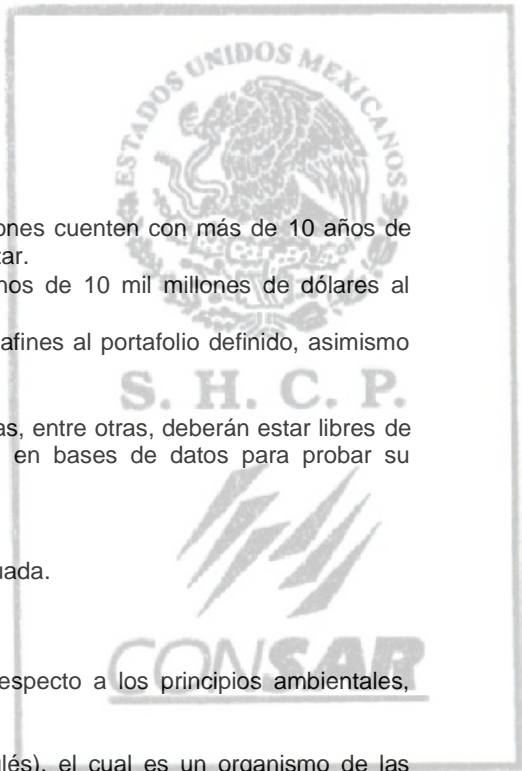 ESTADOS UNIDOS MEXICANOS
ones cuenten con más de 10 años de
ar.
nos de 10 mil millones de dólares al
afines al portafolio definido, asimismo
S. H. C. P.
as, entre otras, deberán estar libres de
en bases de datos para probar su
uada.
CONSAR
especto a los principios ambientales,
lés), el cual es un organismo de las